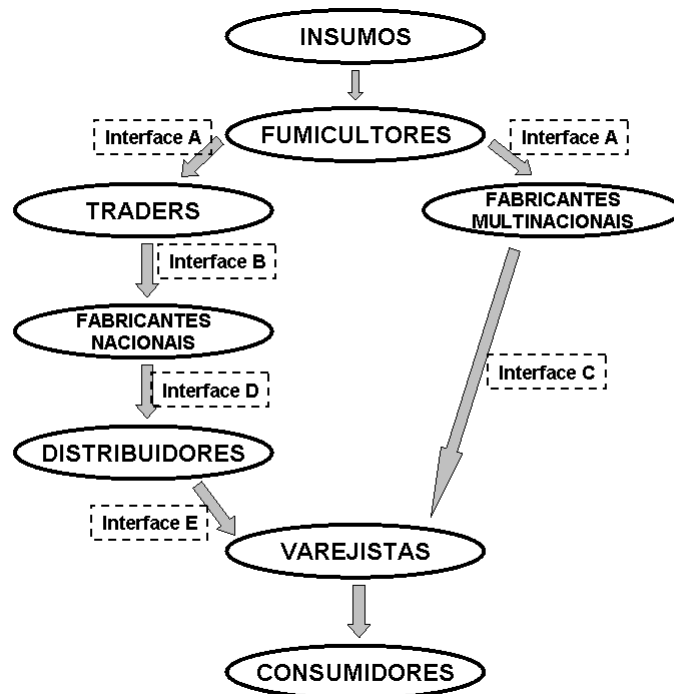 INSUMOS
Interface A
FUMICULTORES
Interface A
TRADERS
FABRICANTES
MULTINACIONAIS
Interface B
FABRICANTES
NACIONAIS
Interface C
Interface D
DISTRIBUIDORES
Interface E
VAREJISTAS
CONSUMIDORES